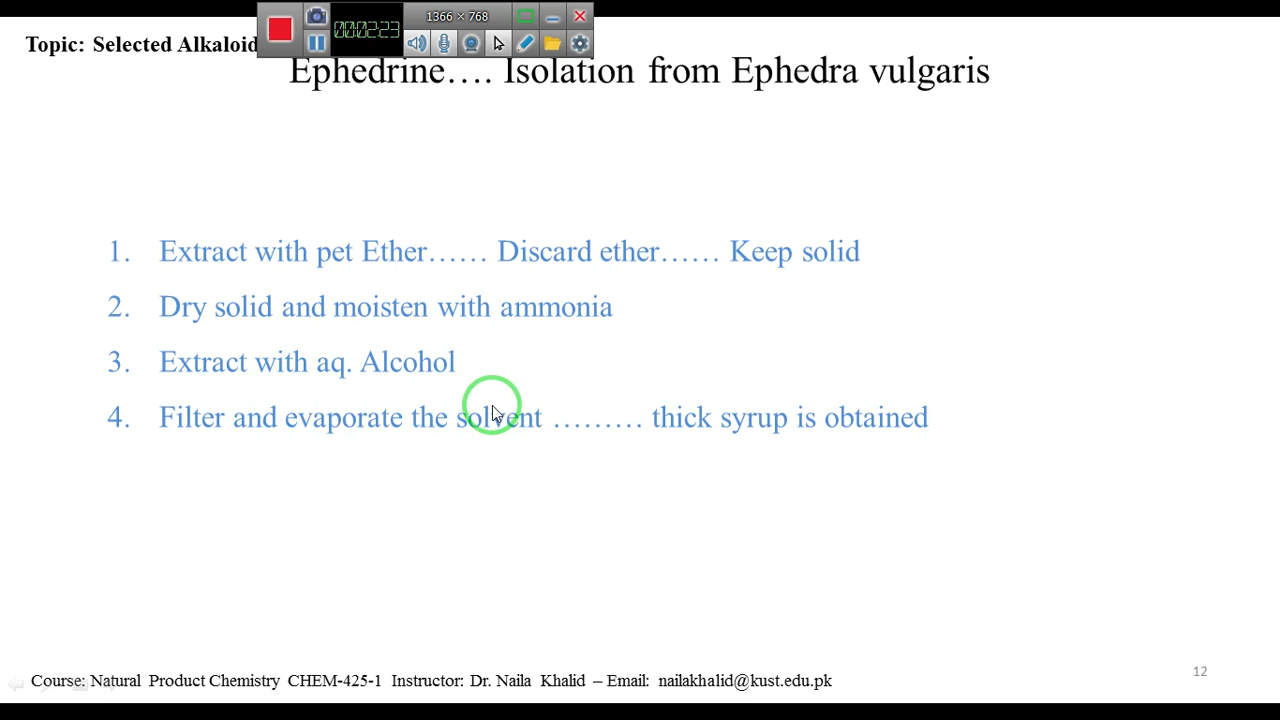 1366 × 768
00:02:23
Topic: Selected Alkaloid
Ephedrine…. Isolation from Ephedra vulgaris
1. Extract with pet Ether…… Discard ether…… Keep solid
2. Dry solid and moisten with ammonia
3. Extract with aq. Alcohol
4. Filter and evaporate the solvent ……… thick syrup is obtained
12
Course: Natural Product Chemistry CHEM-425-1 Instructor: Dr. Naila Khalid – Email: nailakhalid@kust.edu.pk